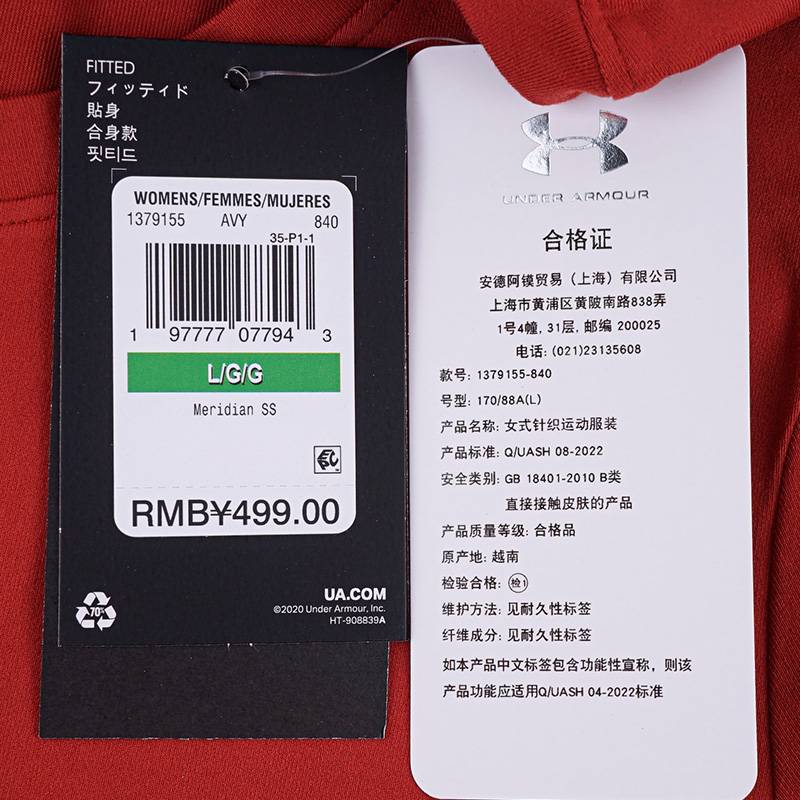 FITTED
フィッティド
貼身
合身款
핏티드
WOMENS/FEMMES/MUJERES
1379155 AVY 840
35-P1-1
1 97777 07794 3
L/G/G
Meridian SS
EPC
RMB¥499.00
70%
UA.COM
©2020 Under Armour, Inc.
HT-908839A
UNDER ARMOUR
合格证
安德阿镆贸易（上海）有限公司
上海市黄浦区黄陂南路838弄
1号4幢, 31层, 邮编 200025
电话: (021)23135608
款号: 1379155-840
号型: 170/88A(L)
产品名称: 女式针织运动服装
产品标准: Q/UASH 08-2022
安全类别: GB 18401-2010 B类
直接接触皮肤的产品
产品质量等级: 合格品
原产地: 越南
检验合格: 检1
维护方法: 见耐久性标签
纤维成分: 见耐久性标签
如本产品中文标签包含功能性宣称，则该
产品功能应适用Q/UASH 04-2022标准